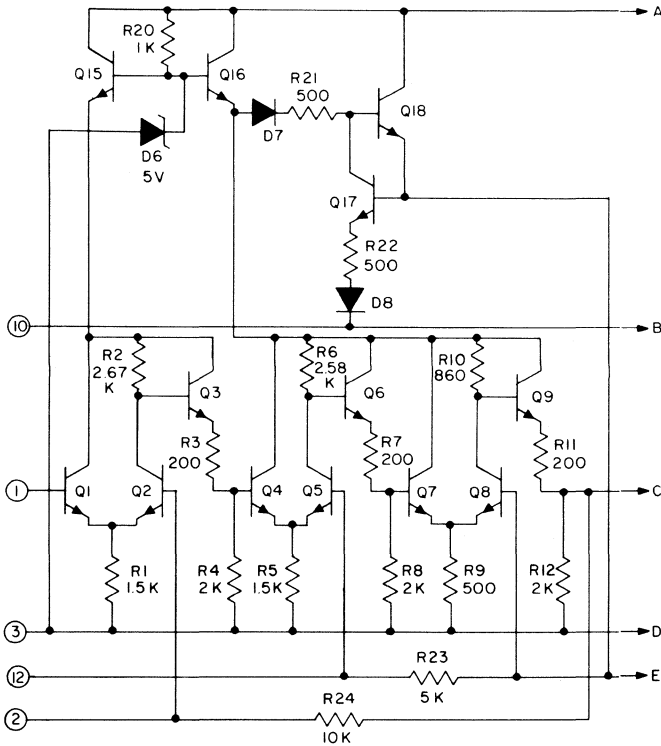 A
R20
1K
Q15
Q16
R21
500
Q18
D7
D6
5V
Q17
R22
500
D8
10
B
R2
2.67
K
R6
2.58
K
R10
860
Q3
Q6
Q9
R3
200
R7
200
R11
200
1
Q1
Q2
Q4
Q5
Q7
Q8
C
R1
1.5K
R4
2K
R5
1.5K
R8
2K
R9
500
R12
2K
3
D
12
R23
5K
E
2
R24
10K